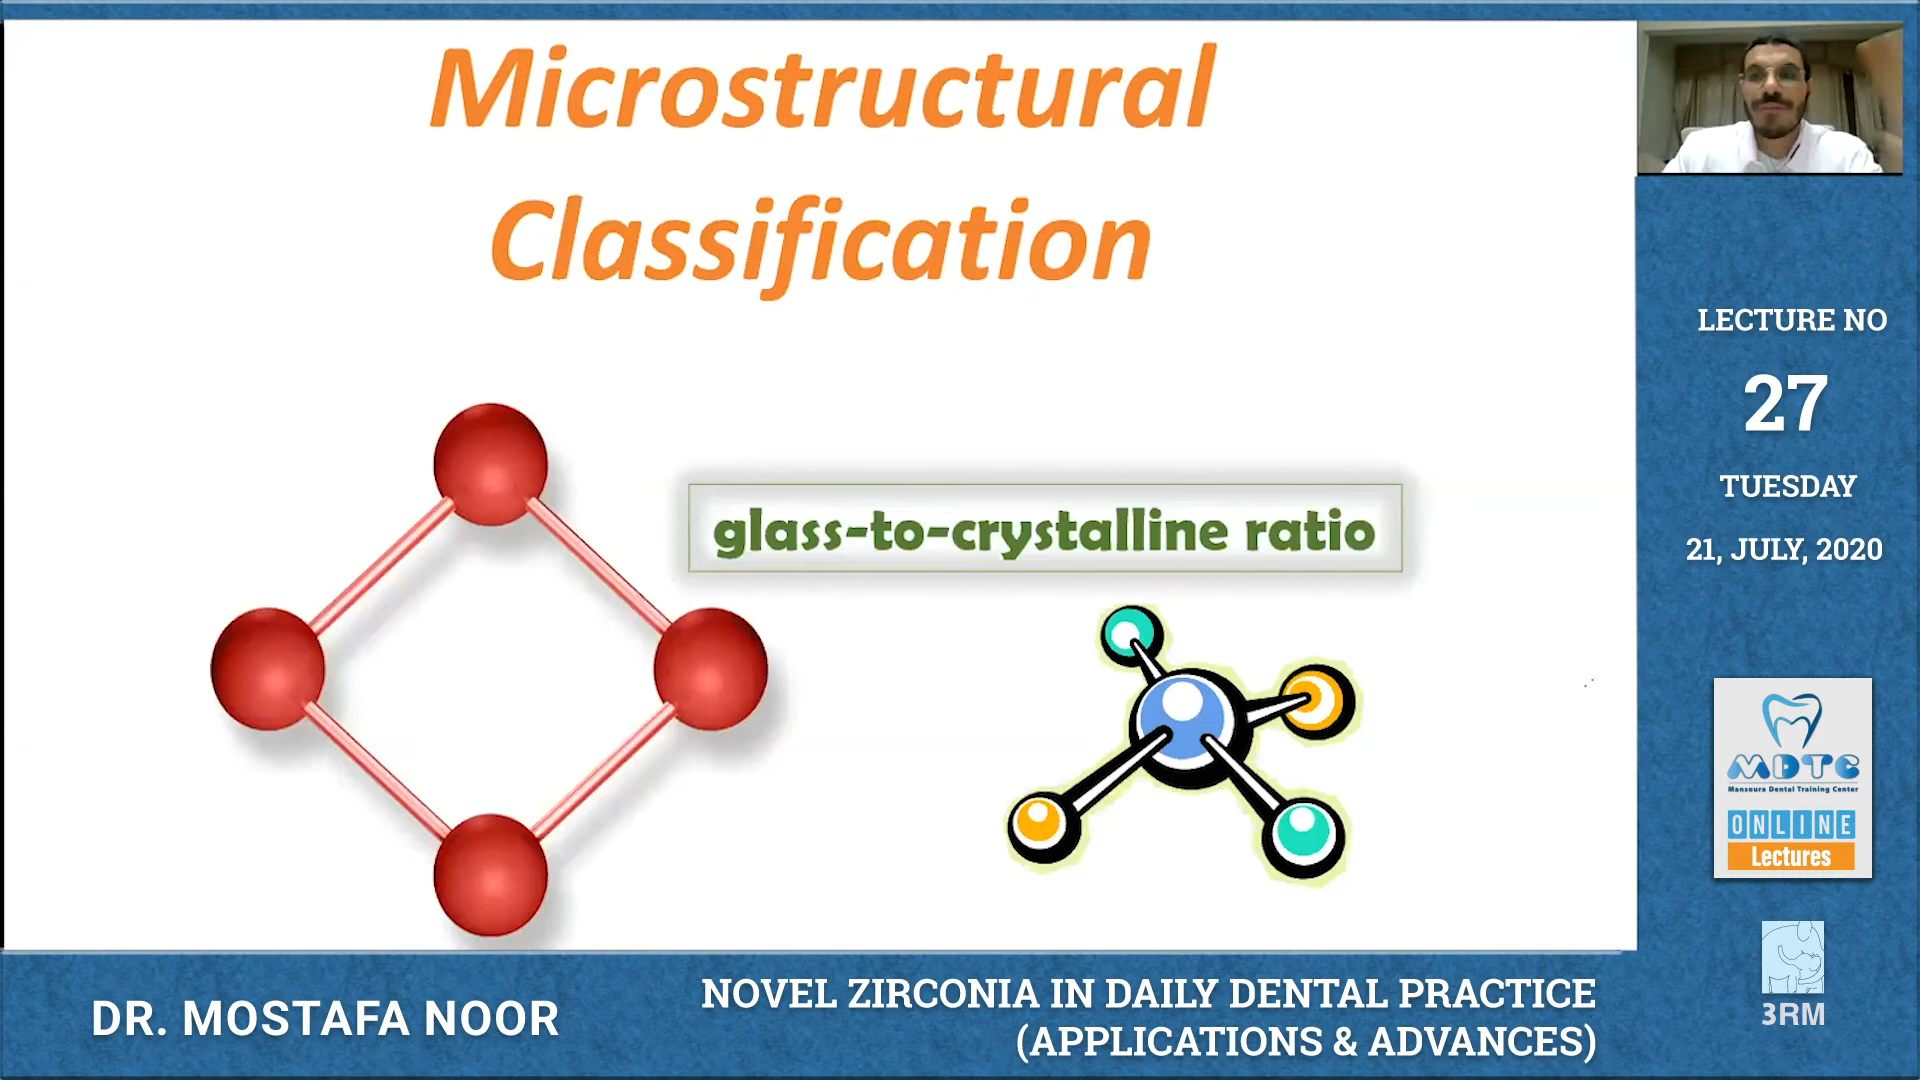 Microstructural
Classification
glass-to-crystalline ratio
LECTURE NO
27
TUESDAY
21, JULY, 2020
MDTC
Mansoura Dental Training Center
ONLINE
Lectures
3RM
DR. MOSTAFA NOOR
NOVEL ZIRCONIA IN DAILY DENTAL PRACTICE
(APPLICATIONS & ADVANCES)